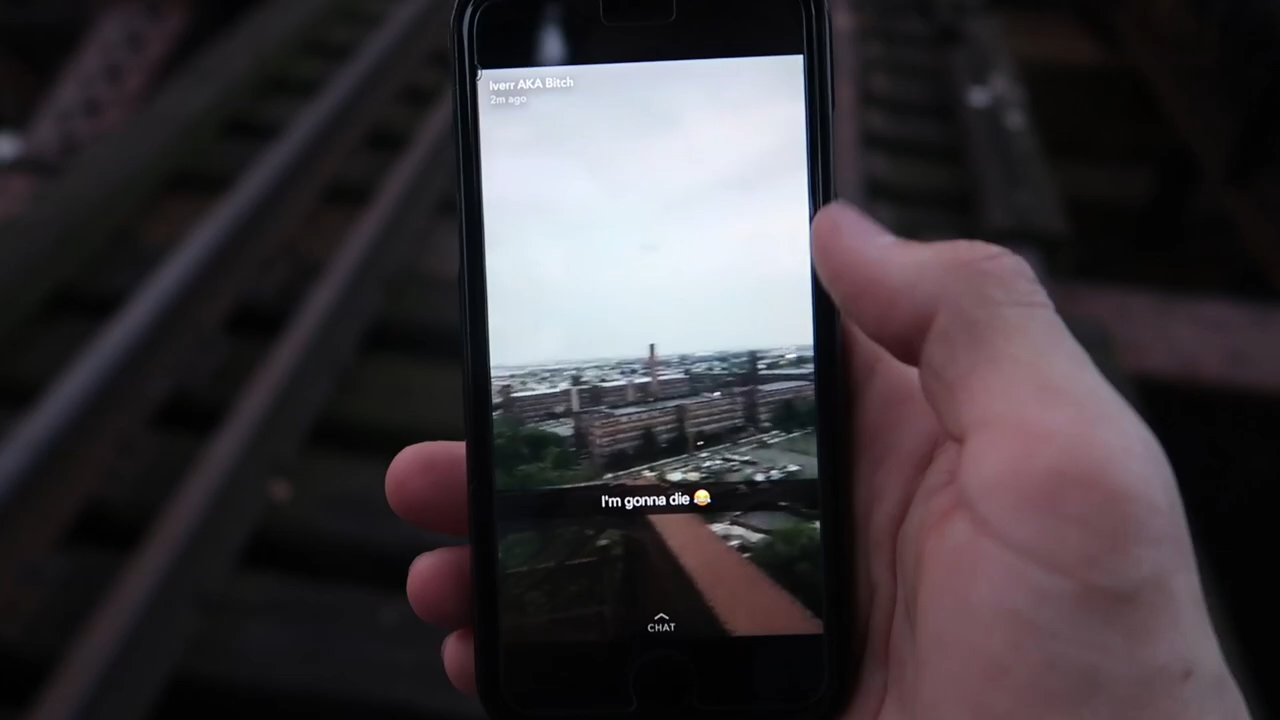 Iverr AKA Bitch
2m ago
I'm gonna die 😂
CHAT